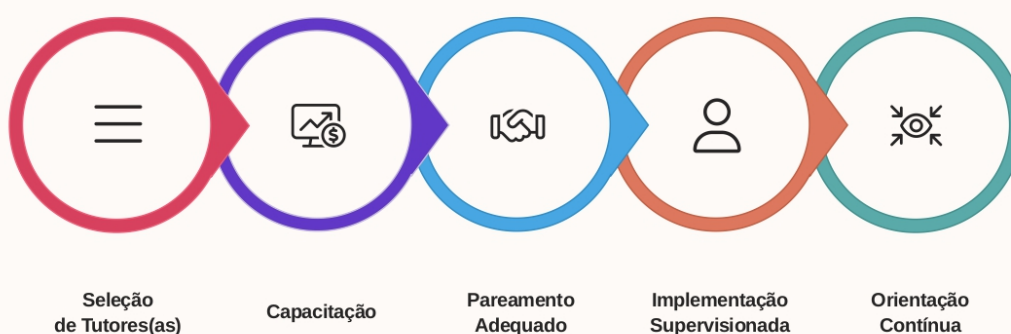 Seleção
de Tutores(as)
Capacitação
Pareamento
Adequado
Implementação
Supervisionada
Orientação
Contínua